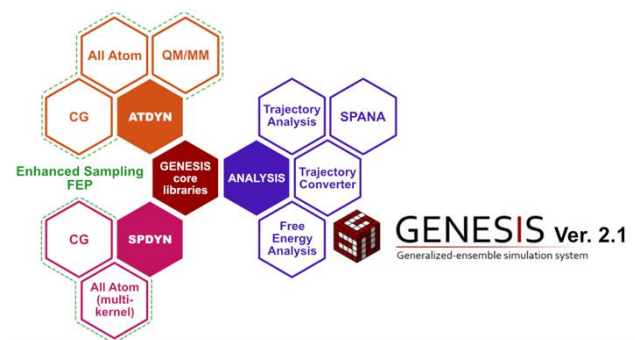 All Atom
QM/MM
CG
ATDYN
Trajectory
Analysis
SPANA
Enhanced Sampling
FEP
GENESIS
core
libraries
ANALYSIS
Trajectory
Converter
CG
SPDYN
Free
Energy
Analysis
All Atom
(multi-
kernel)
GENESIS Ver. 2.1
Generalized-ensemble simulation system